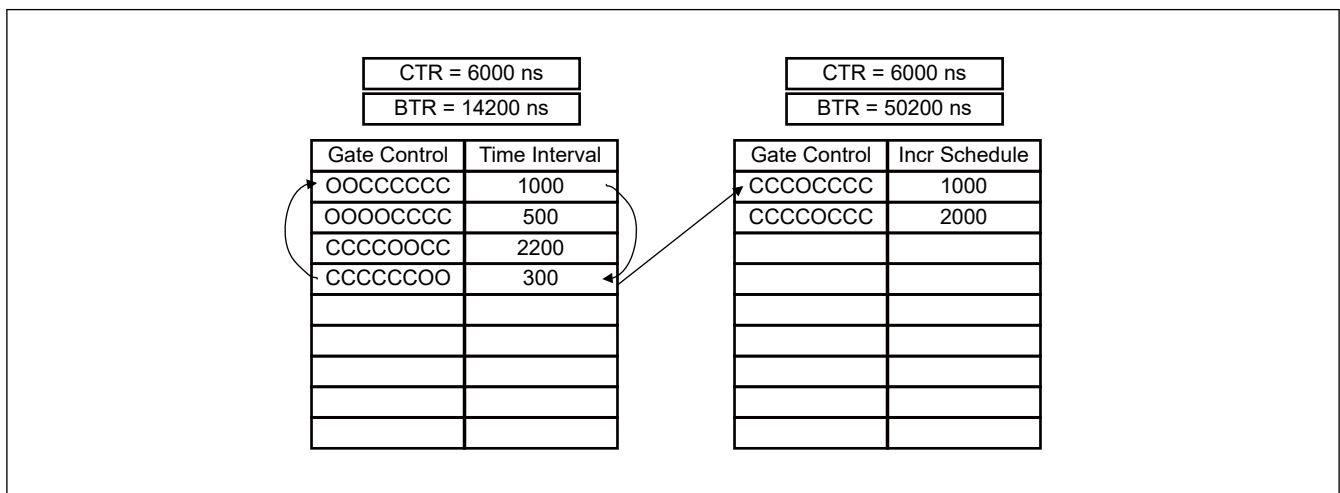 CTR = 6000 ns
BTR = 14200 ns
Gate Control Time Interval
OOCCCCCC 1000
OOOOCCCC 500
CCCCOOCC 2200
CCCCCCOO 300
CTR = 6000 ns
BTR = 50200 ns
Gate Control Incr Schedule
CCCOCCCC 1000
CCCCOCCC 2000